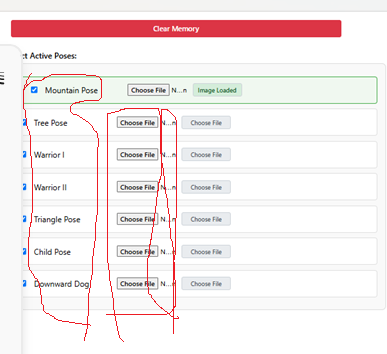 Clear Memory
ct Active Poses:
Mountain Pose Choose File N...n Image Loaded
Tree Pose Choose File N...n Choose File
Warrior I Choose File N...n Choose File
Warrior II Choose File N...n Choose File
Triangle Pose Choose File N...n Choose File
Child Pose Choose File N...n Choose File
Downward Dog Choose File N...n Choose File